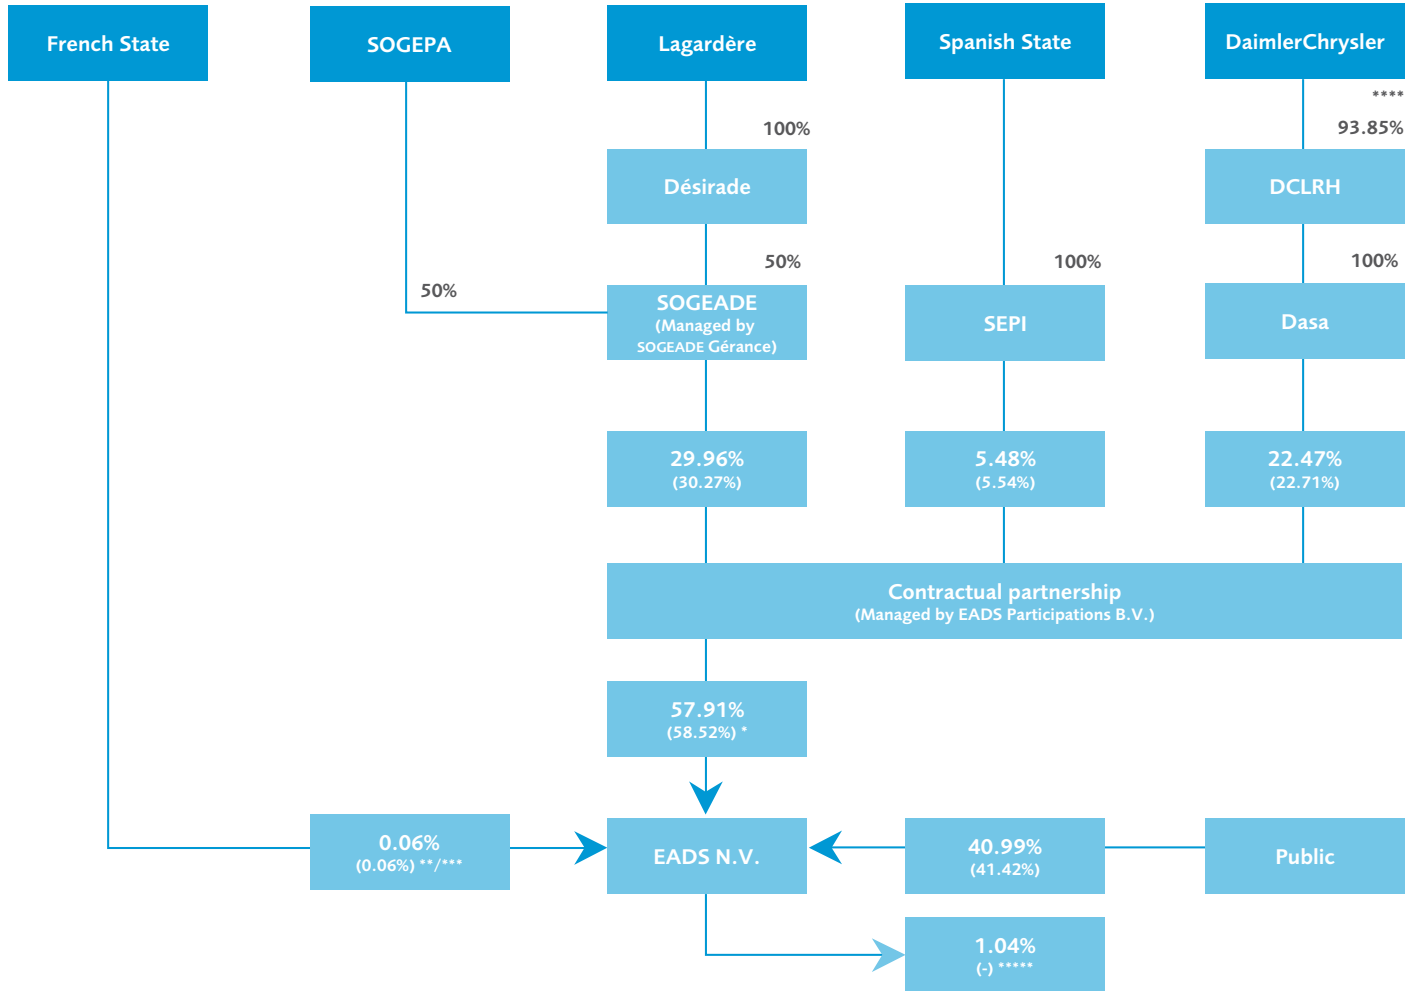 French State
SOGEPA
Lagardère
Spanish State
DaimlerChrysler
****
100%
93.85%
Désirade
DCLRH
50%
100%
100%
50%
SOGEADE
(Managed by
SOGEADE Gérance)
SEPI
Dasa
29.96%
(30.27%)
5.48%
(5.54%)
22.47%
(22.71%)
Contractual partnership
(Managed by EADS Participations B.V.)
57.91%
(58.52%) *
0.06%
(0.06%) **/***
EADS N.V.
40.99%
(41.42%)
Public
1.04%
(-) *****